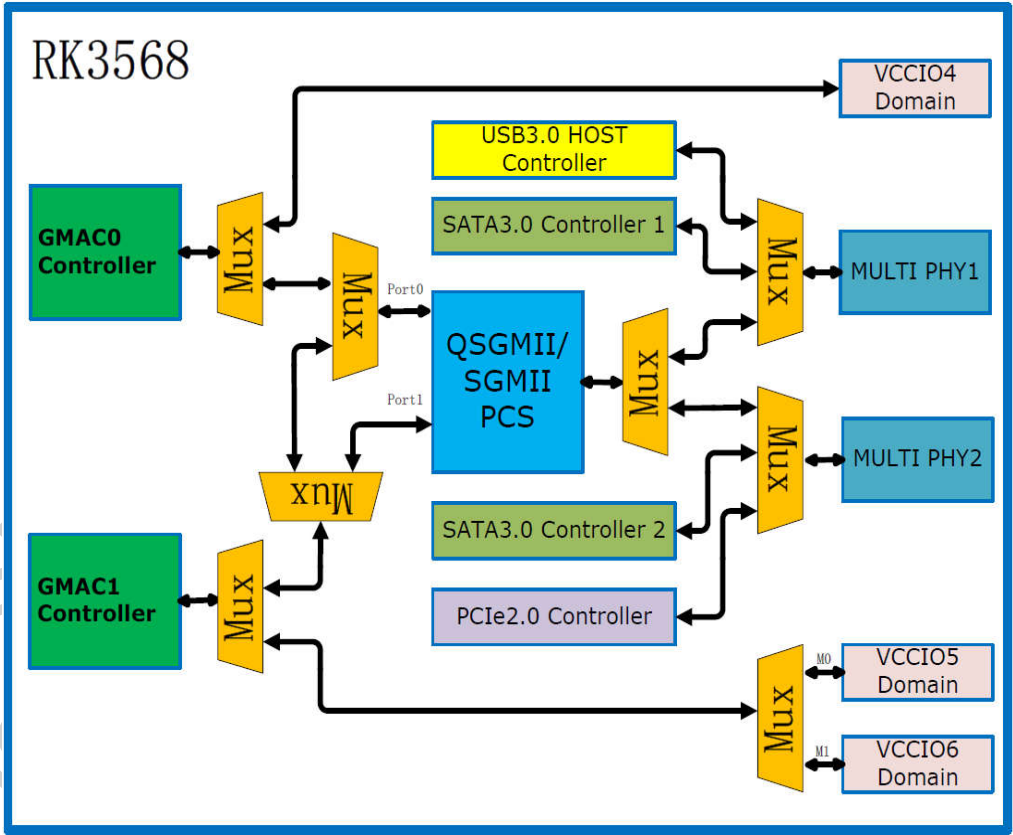 RK3568
VCCIO4
Domain
USB3.0 HOST
Controller
GMAC0
Controller
Mux
SATA3.0 Controller 1
Mux
Mux
MULTI PHY1
Port0
QSGMII/
SGMII
PCS
Mux
Port1
Mux
MULTI PHY2
Mux
SATA3.0 Controller 2
GMAC1
Controller
Mux
PCIe2.0 Controller
Mux
M0
VCCIO5
Domain
M1
VCCIO6
Domain